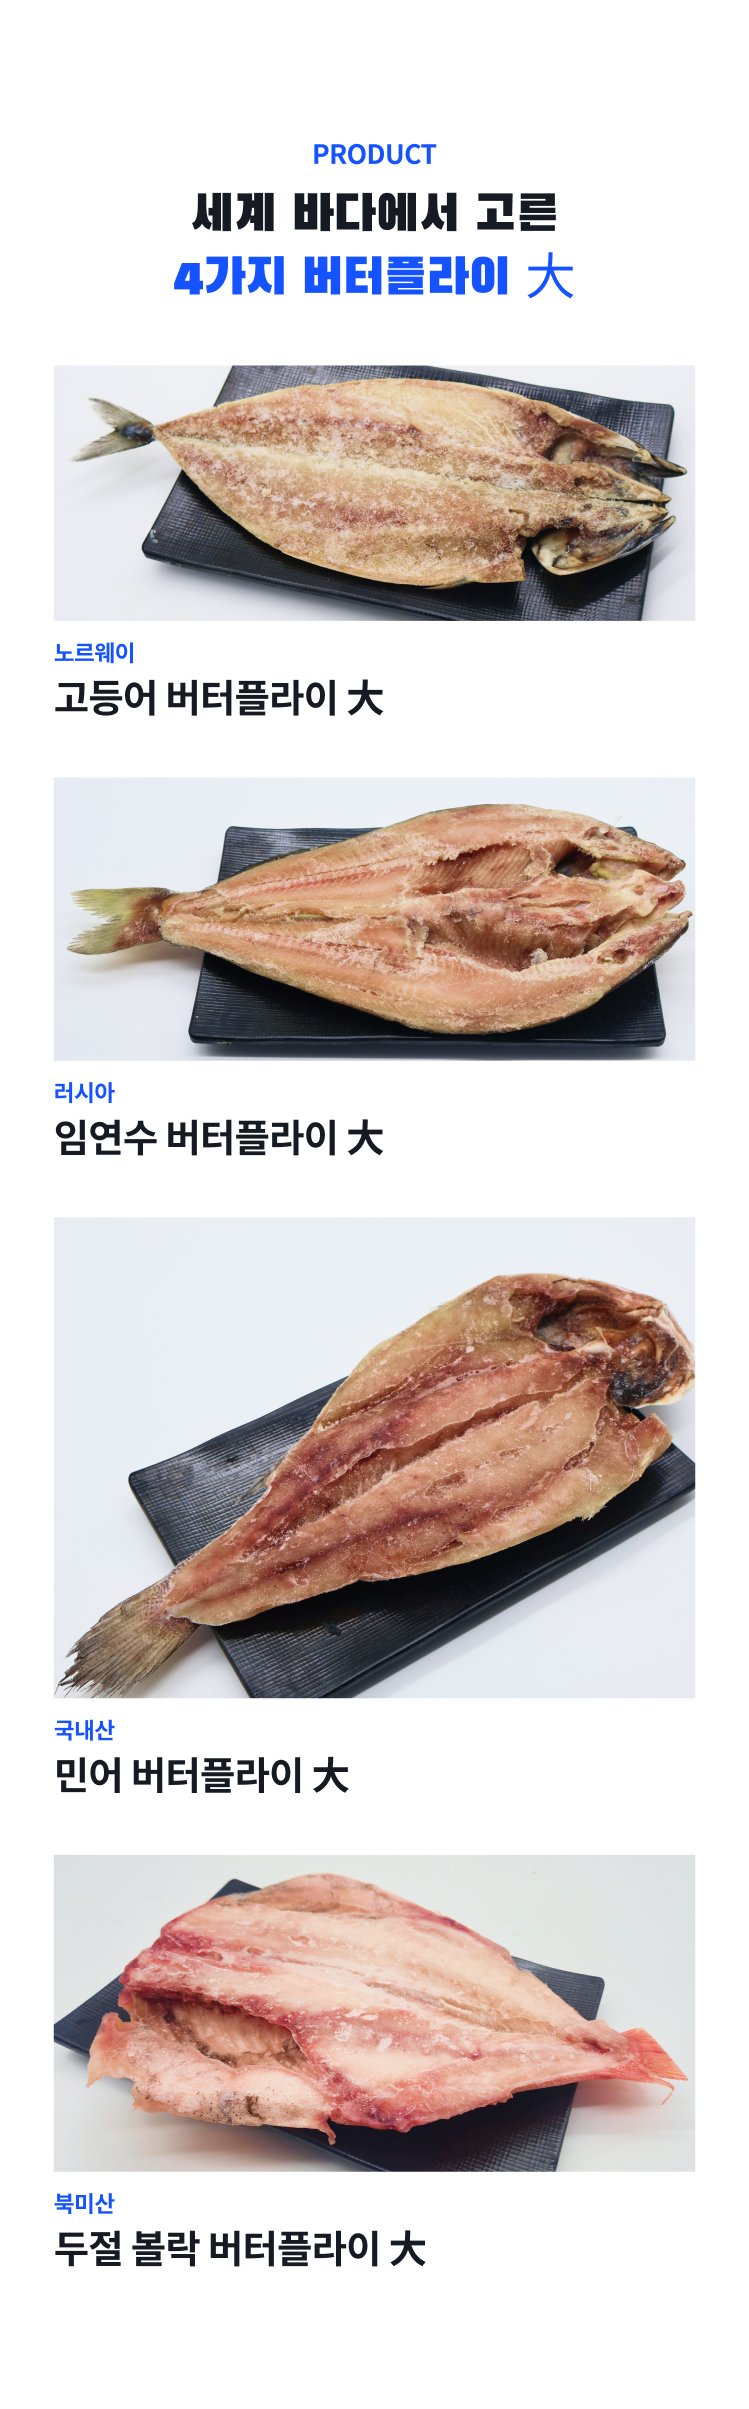 PRODUCT
세계 바다에서 고른
4가지 버터플라이 大
노르웨이
고등어 버터플라이 大
러시아
임연수 버터플라이 大
국내산
민어 버터플라이 大
북미산
두절 볼락 버터플라이 大